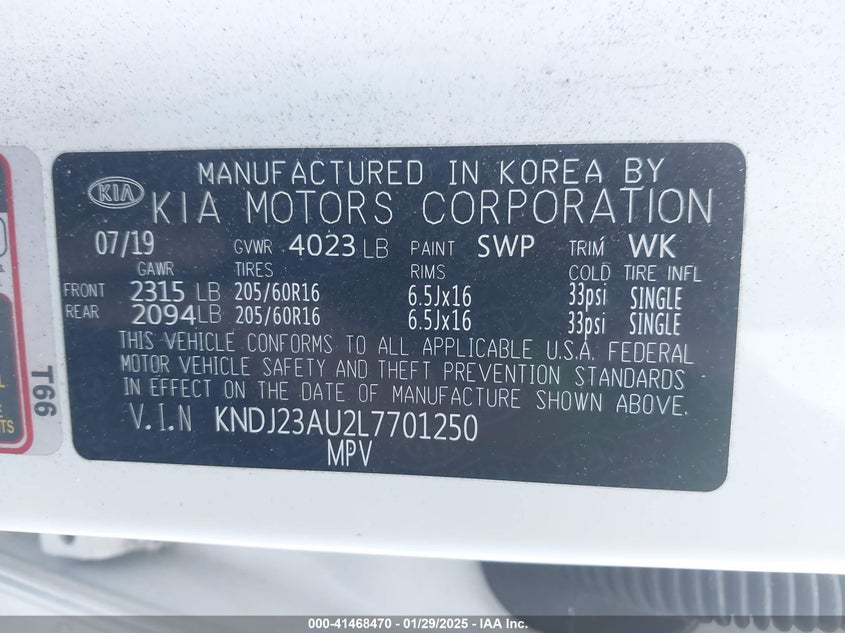 MANUFACTURED IN KOREA BY
KIA KIA MOTORS CORPORATION
07/19 GVWR 4023 LB PAINT SWP TRIM WK
GAWR TIRES RIMS COLD TIRE INFL
FRONT 2315 LB 205/60R16 6.5Jx16 33psi SINGLE
REAR 2094 LB 205/60R16 6.5Jx16 33psi SINGLE
THIS VEHICLE CONFORMS TO ALL APPLICABLE U.S.A. FEDERAL
MOTOR VEHICLE SAFETY AND THEFT PREVENTION STANDARDS
IN EFFECT ON THE DATE OF MANUFACTURE SHOWN ABOVE.
V.I.N KNDJ23AU2L7701250
MPV
T66
000-41468470 | 01/29/2025 - IAA Inc.